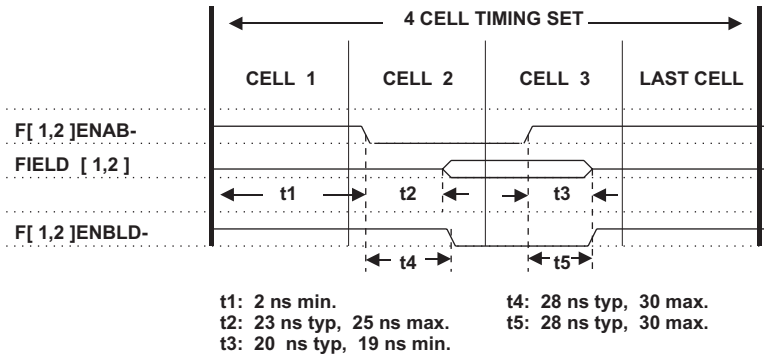 4 CELL TIMING SET
CELL 1 CELL 2 CELL 3 LAST CELL
F[ 1,2 ]ENAB-
FIELD [ 1,2 ]
t1 t2 t3
F[ 1,2 ]ENBLD-
t4 t5
t1: 2 ns min.
t2: 23 ns typ, 25 ns max.
t3: 20 ns typ, 19 ns min.
t4: 28 ns typ, 30 max.
t5: 28 ns typ, 30 max.